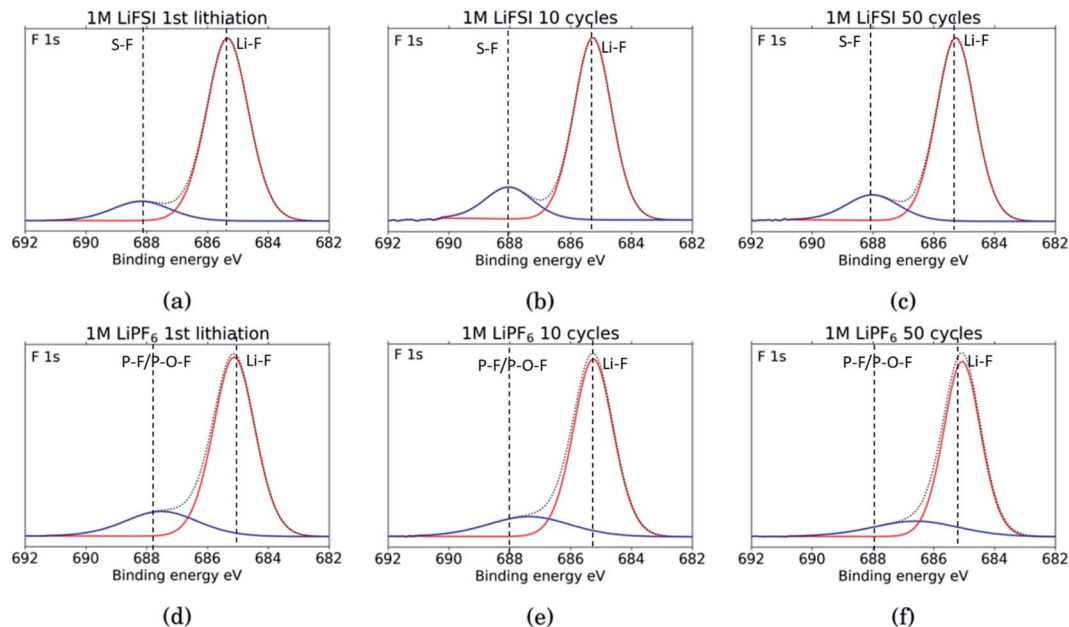 1M LiFSI 1st lithiation
F 1s
S-F
Li-F
692 690 688 686 684 682
Binding energy eV
(a)
1M LiFSI 10 cycles
F 1s
S-F
Li-F
692 690 688 686 684 682
Binding energy eV
(b)
1M LiFSI 50 cycles
F 1s
S-F
Li-F
692 690 688 686 684 682
Binding energy eV
(c)
1M LiPF₆ 1st lithiation
F 1s
P-F/P-O-F
Li-F
692 690 688 686 684 682
Binding energy eV
(d)
1M LiPF₆ 10 cycles
F 1s
P-F/P-O-F
Li-F
692 690 688 686 684 682
Binding energy eV
(e)
1M LiPF₆ 50 cycles
F 1s
P-F/P-O-F
Li-F
692 690 688 686 684 682
Binding energy eV
(f)